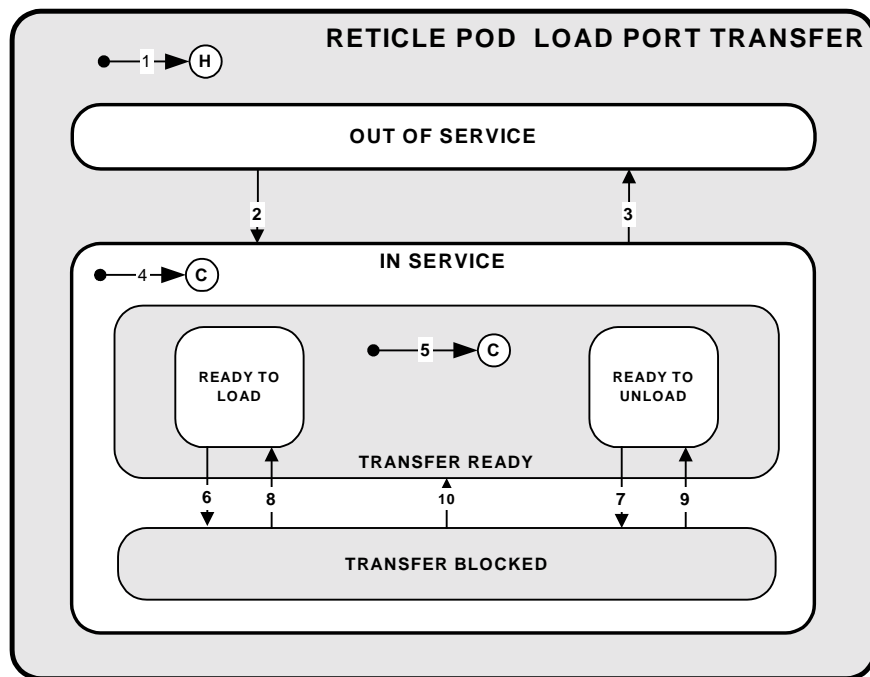 RETICLE POD LOAD PORT TRANSFER
1 H
OUT OF SERVICE
2 3
IN SERVICE
4 C
5 C
READY TO
LOAD
READY TO
UNLOAD
TRANSFER READY
6 8 10 7 9
TRANSFER BLOCKED